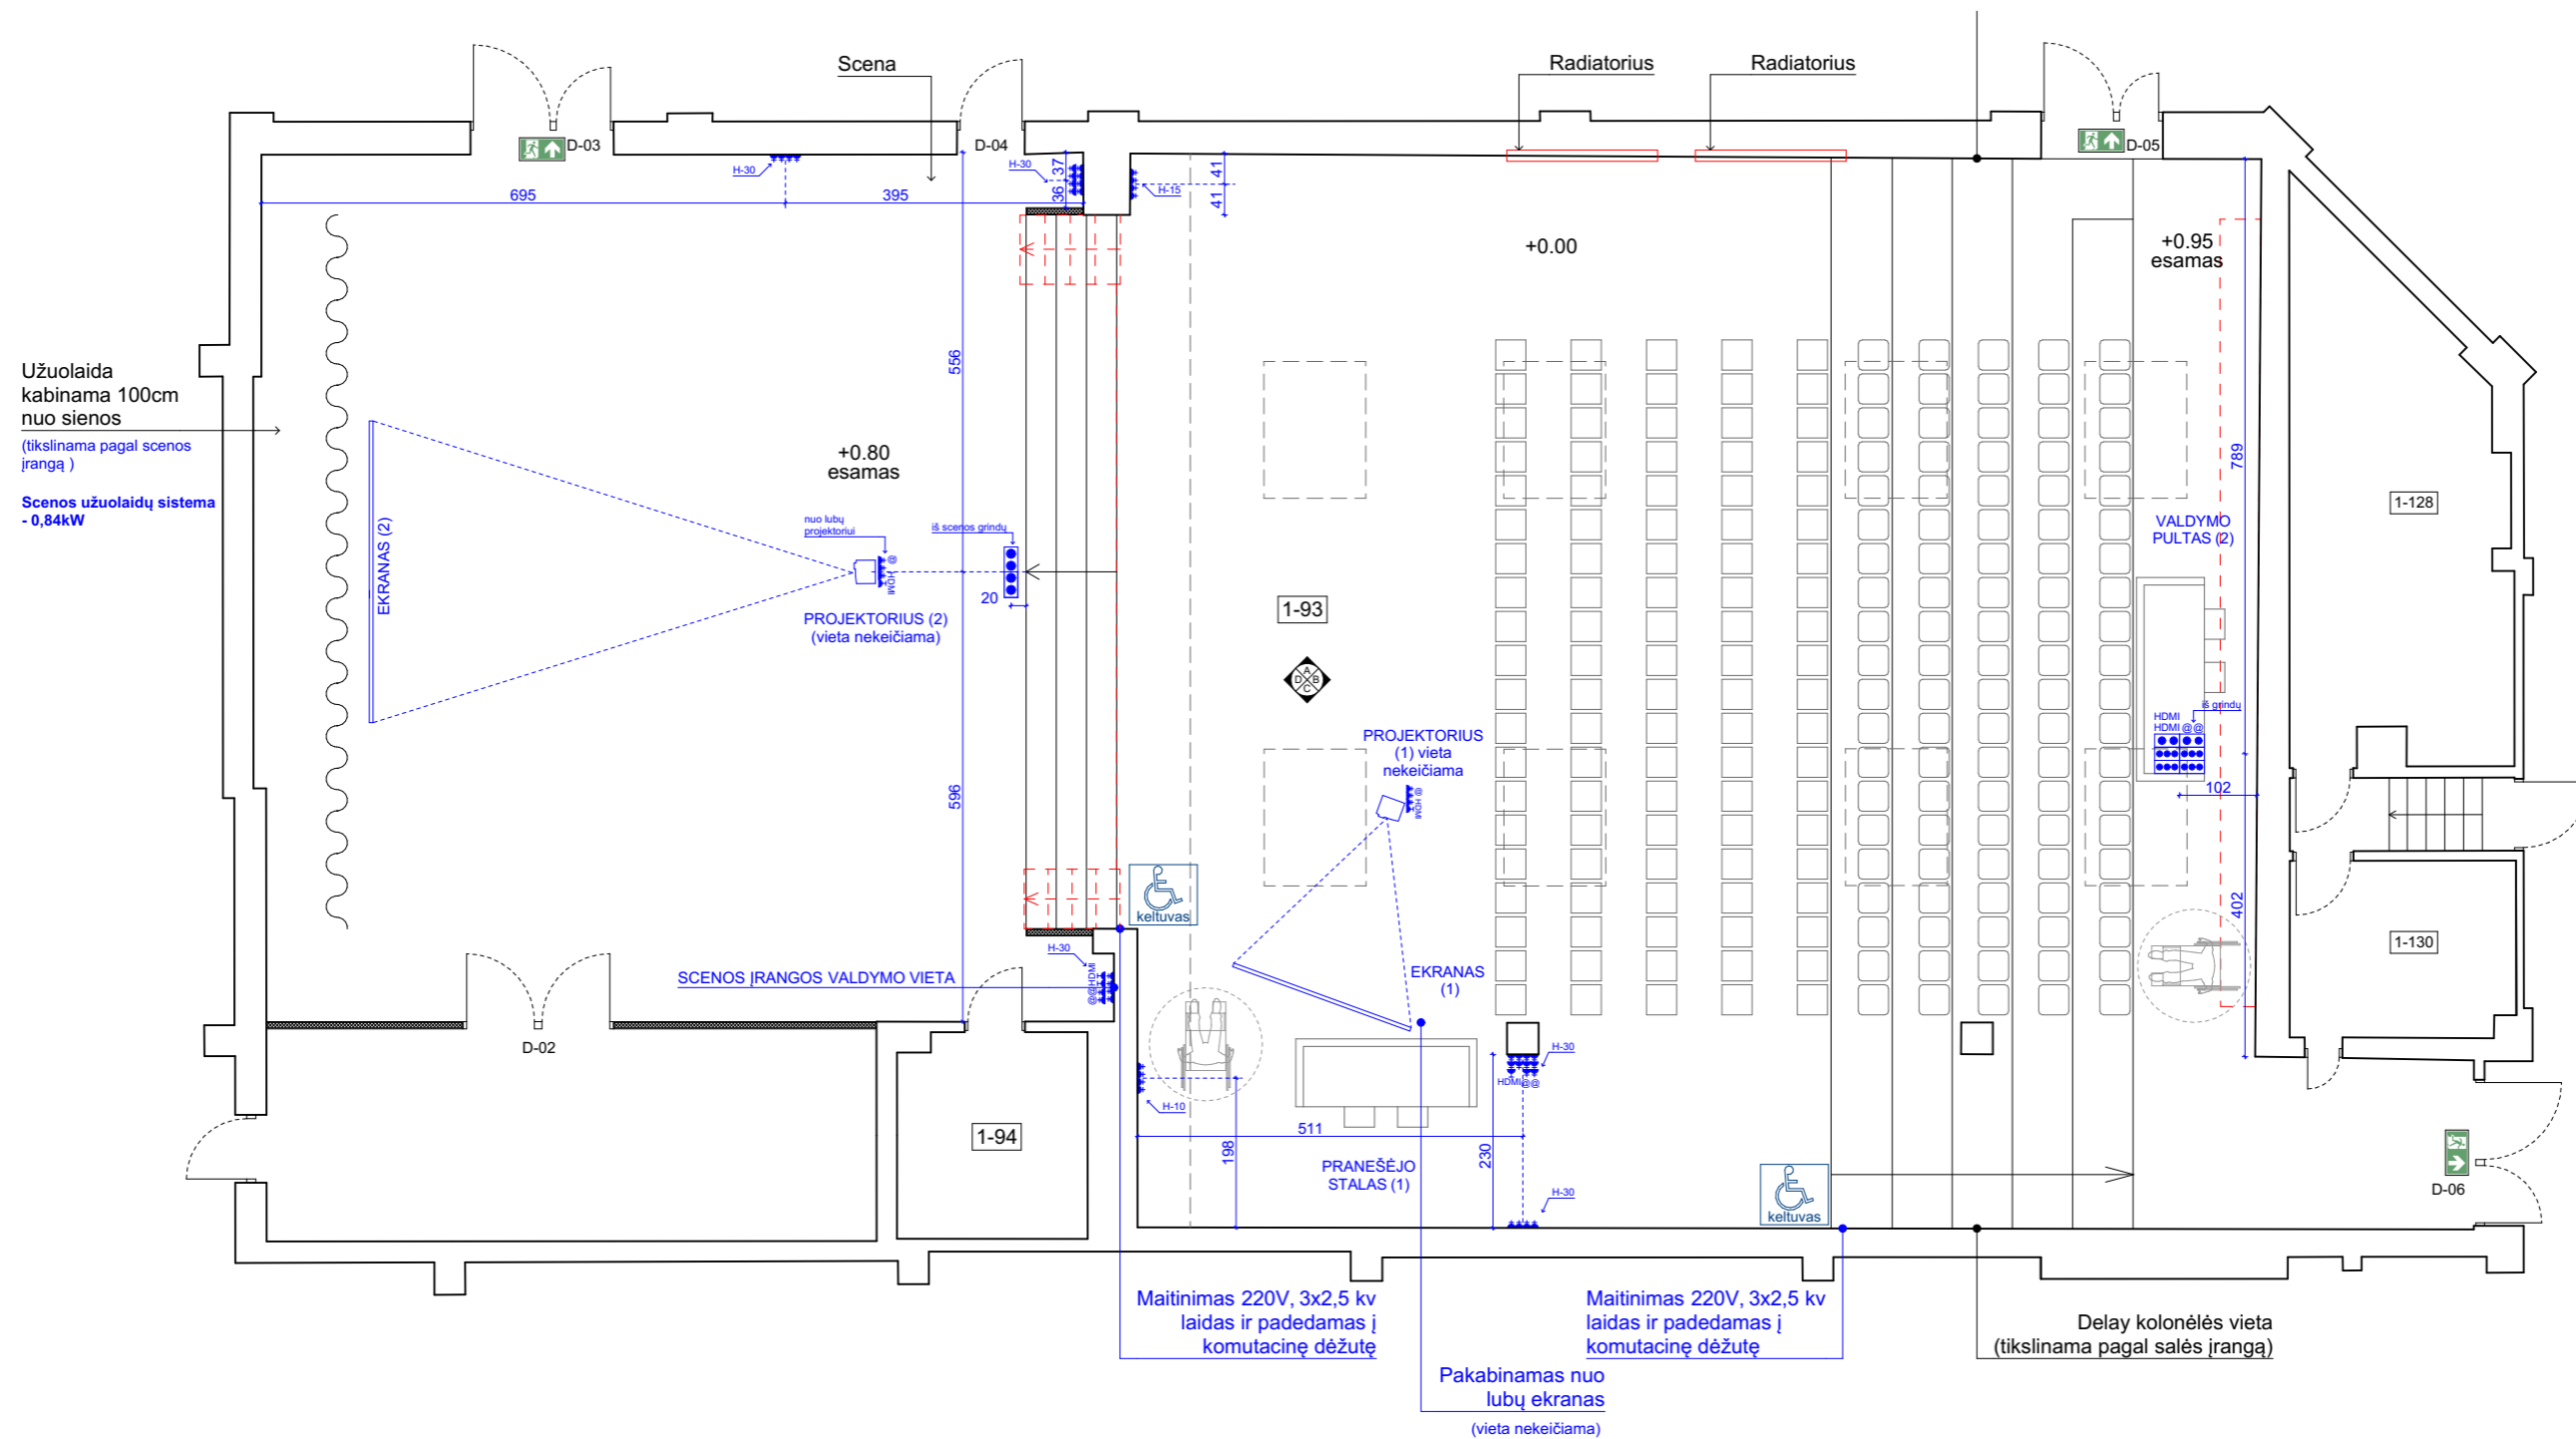 Scena
Radiatorius
Radiatorius
D-03
D-04
D-05
H-30
H-30
37
36
H-15
41
41
695
395
+0.00
+0.95
esamas
Užuolaida
kabinama 100cm
nuo sienos
(tikslinama pagal scenos
įrangą )
Scenos užuolaidų sistema
- 0,84kW
556
+0.80
esamas
789
1-128
EKRANAS (2)
nuo lubų
projektoriui
iš scenos grindų
@ HDMI
20
PROJEKTORIUS (2)
(vieta nekeičiama)
VALDYMO
PULTAS (2)
1-93
A
D B
C
iš grindų
HDMI
HDMI @@
PROJEKTORIUS
(1) vieta
nekeičiama
@ HDMI
596
102
keltuvas
402
1-130
H-30
SCENOS ĮRANGOS VALDYMO VIETA
@@HDMI
EKRANAS
(1)
D-02
H-30
HDMI @@
H-10
1-94
511
198
230
PRANEŠĖJO
STALAS (1)
H-30
keltuvas
D-06
Maitinimas 220V, 3x2,5 kv
laidas ir padedamas į
komutacinę dėžutę
Maitinimas 220V, 3x2,5 kv
laidas ir padedamas į
komutacinę dėžutę
Delay kolonėlės vieta
(tikslinama pagal salės įrangą)
Pakabinamas nuo
lubų ekranas
(vieta nekeičiama)